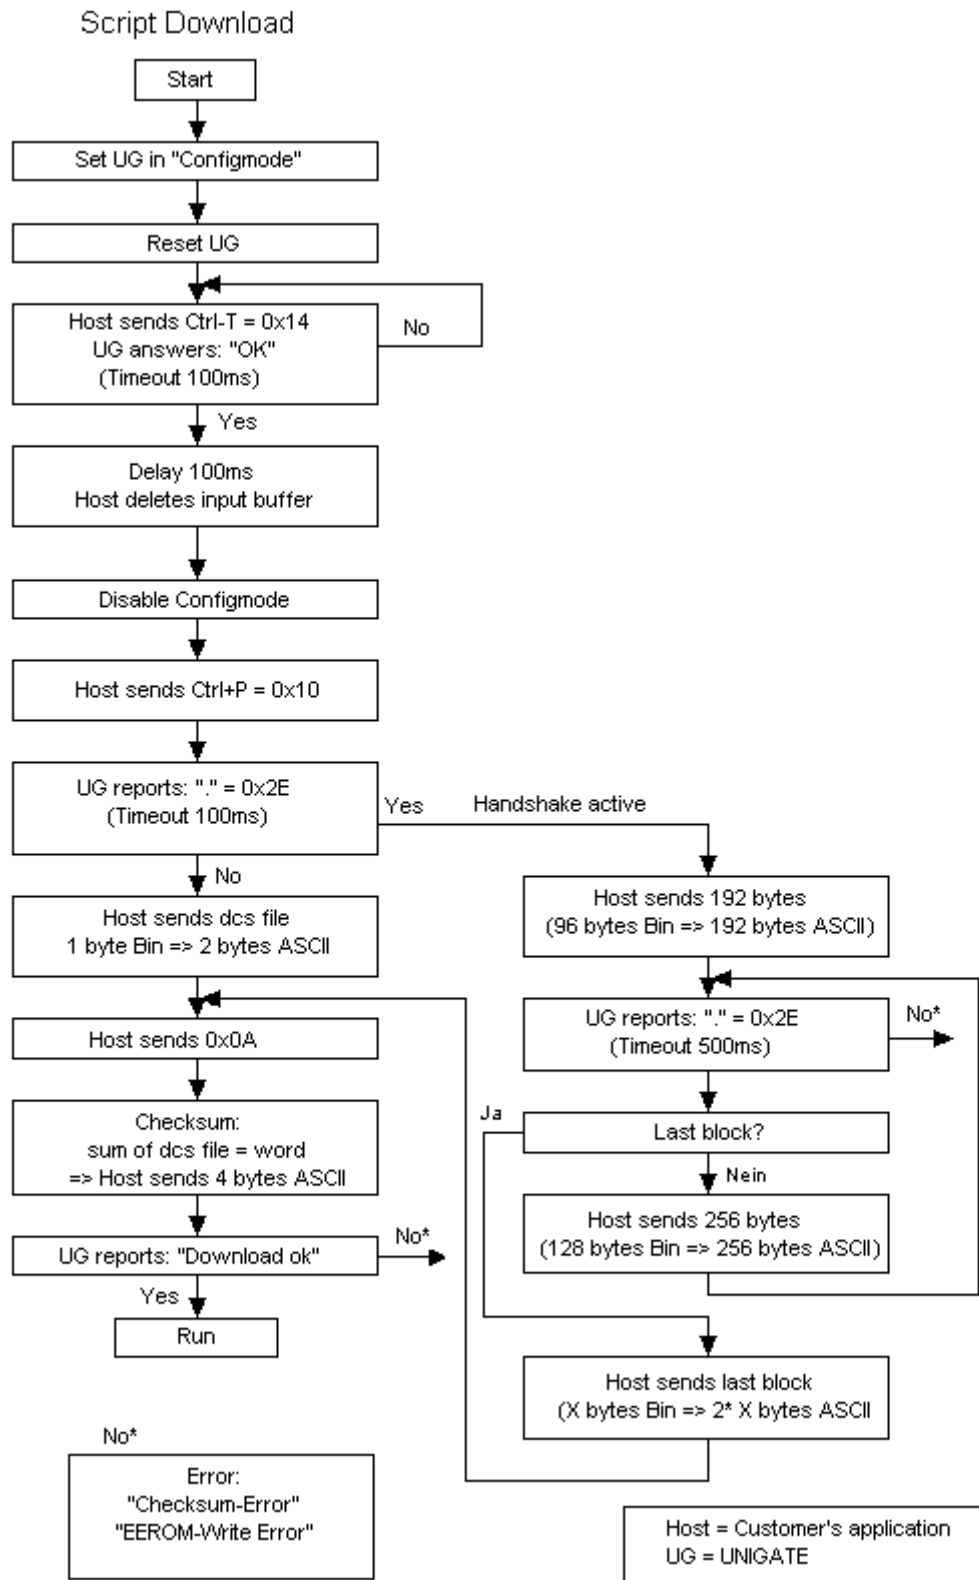 Script Download
Start
Set UG in "Configmode"
Reset UG
Host sends Ctrl-T = 0x14
UG answers: "OK"
(Timeout 100ms)
No
Yes
Delay 100ms
Host deletes input buffer
Disable Configmode
Host sends Ctrl+P = 0x10
UG reports: "." = 0x2E
(Timeout 100ms)
Yes
Handshake active
No
Host sends dcs file
1 byte Bin => 2 bytes ASCII
Host sends 0x0A
Checksum:
sum of dcs file = word
=> Host sends 4 bytes ASCII
UG reports: "Download ok"
No*
Yes
Run
Host sends 192 bytes
(96 bytes Bin => 192 bytes ASCII)
UG reports: "." = 0x2E
(Timeout 500ms)
No*
Ja
Last block?
Nein
Host sends 256 bytes
(128 bytes Bin => 256 bytes ASCII)
Host sends last block
(X bytes Bin => 2* X bytes ASCII
No*
Error:
"Checksum-Error"
"EEROM-Write Error"
Host = Customer's application
UG = UNIGATE